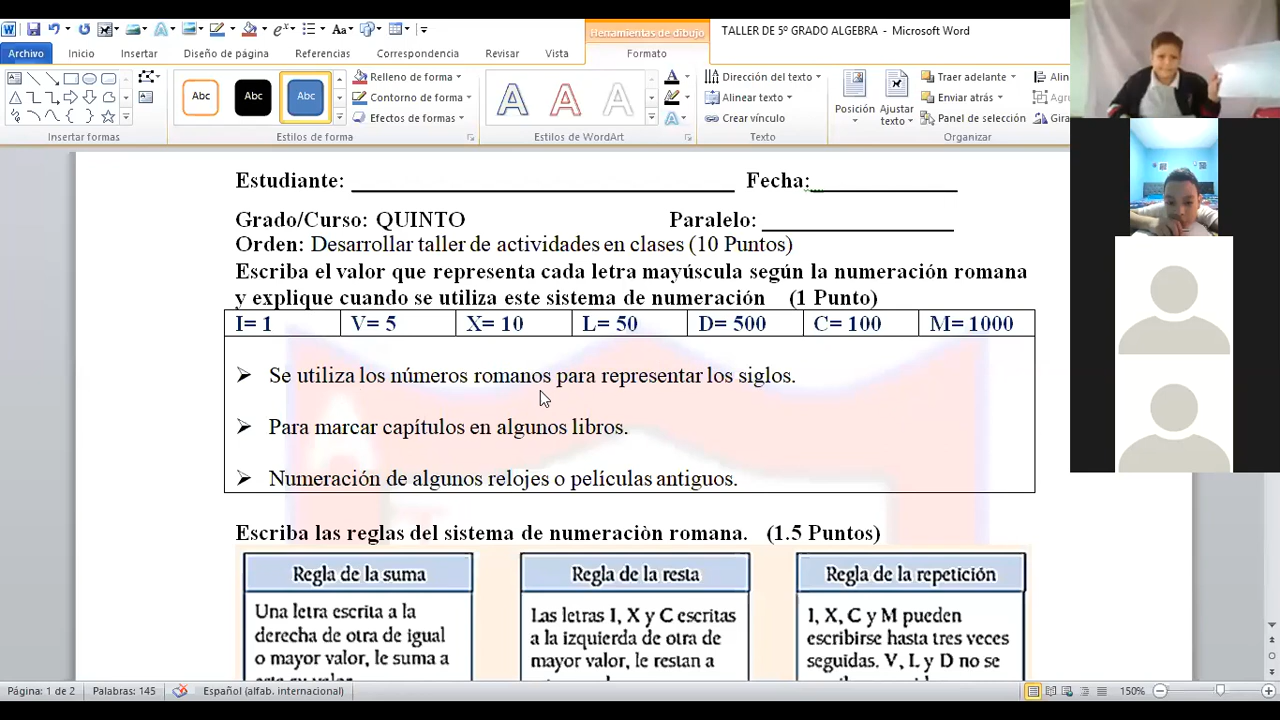 TALLER DE 5º GRADO ALGEBRA - Microsoft Word
Herramientas de dibujo
Archivo Inicio Insertar Diseño de página Referencias Correspondencia Revisar Vista Formato
Abc Abc Abc
Relleno de forma
Contorno de forma
Efectos de forma
A A A
Dirección del texto
Alinear texto
Crear vínculo
Posición
Ajustar texto
Traer adelante
Enviar atrás
Panel de selección
Insertar formas Estilos de forma Estilos de WordArt Texto Organizar
Estudiante: Fecha:
Grado/Curso: QUINTO Paralelo:
Orden: Desarrollar taller de actividades en clases (10 Puntos)
Escriba el valor que representa cada letra mayúscula según la numeración romana
y explique cuando se utiliza este sistema de numeración (1 Punto)
I= 1 V= 5 X= 10 L= 50 D= 500 C= 100 M= 1000
Se utiliza los números romanos para representar los siglos.
Para marcar capítulos en algunos libros.
Numeración de algunos relojes o películas antiguos.
Escriba las reglas del sistema de numeraciòn romana. (1.5 Puntos)
Regla de la suma
Una letra escrita a la
derecha de otra de igual
o mayor valor, le suma a
Regla de la resta
Las letras I, X y C escritas
a la izquierda de otra de
mayor valor, le restan a
Regla de la repetición
I, X, C y M pueden
escribirse hasta tres veces
seguidas. V, L y D no se
Página: 1 de 2 Palabras: 145 Español (alfab. internacional) 150%